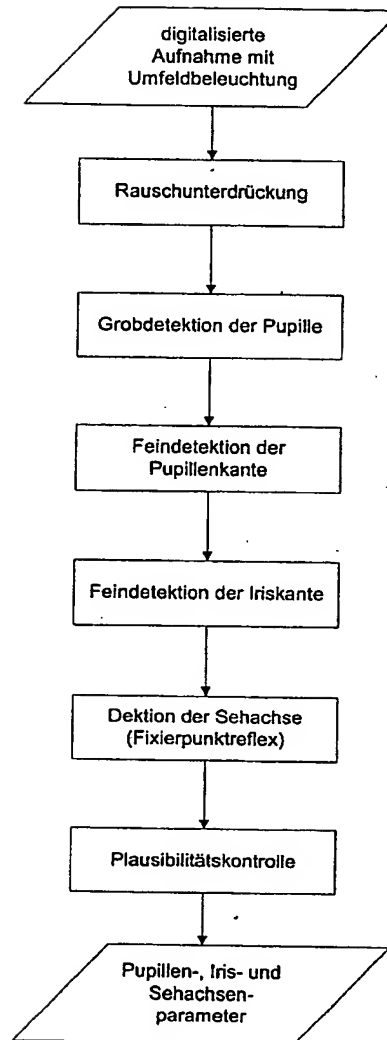 digitalisierte
Aufnahme mit
Umfeldbeleuchtung
Rauschunterdrückung
Grobdetektion der Pupille
Feindetektion der
Pupillenkante
Feindetektion der Iriskante
Dektion der Sehachse
(Fixierpunktreflex)
Plausibilitätskontrolle
Pupillen-, Iris- und
Sehachsen-
parameter